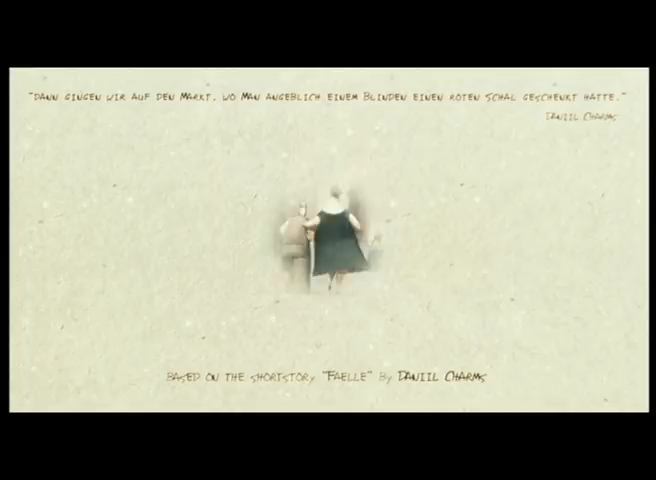 "DANN GINGEN WIR AUF DEN MARKT, WO MAN ANGEBLICH EINEM BLINDEN EINEN ROTEN SCHAL GESCHENKT HATTE."
DANIIL CHARMS
BASED ON THE SHORTSTORY "FAELLE" BY DANIIL CHARMS